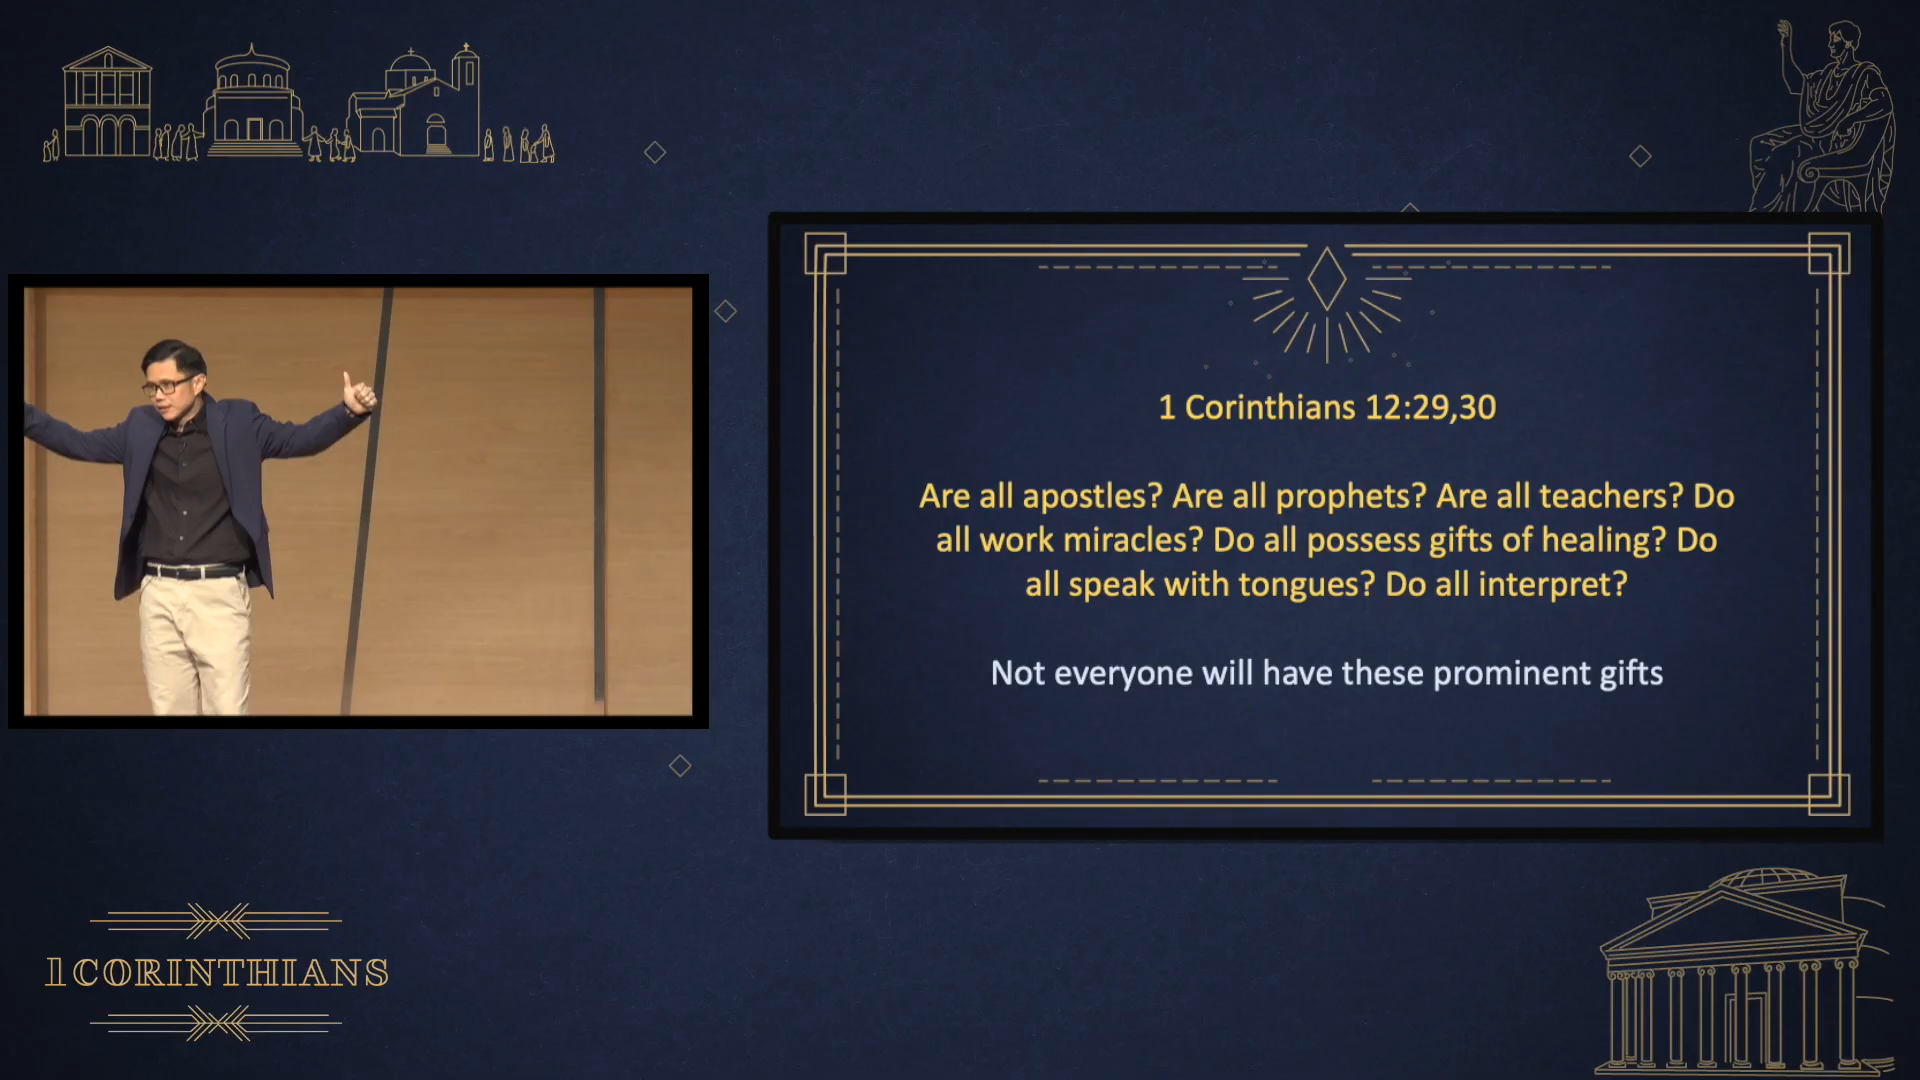 1 Corinthians 12:29,30
Are all apostles? Are all prophets? Are all teachers? Do
all work miracles? Do all possess gifts of healing? Do
all speak with tongues? Do all interpret?
Not everyone will have these prominent gifts
1CORINTHIANS